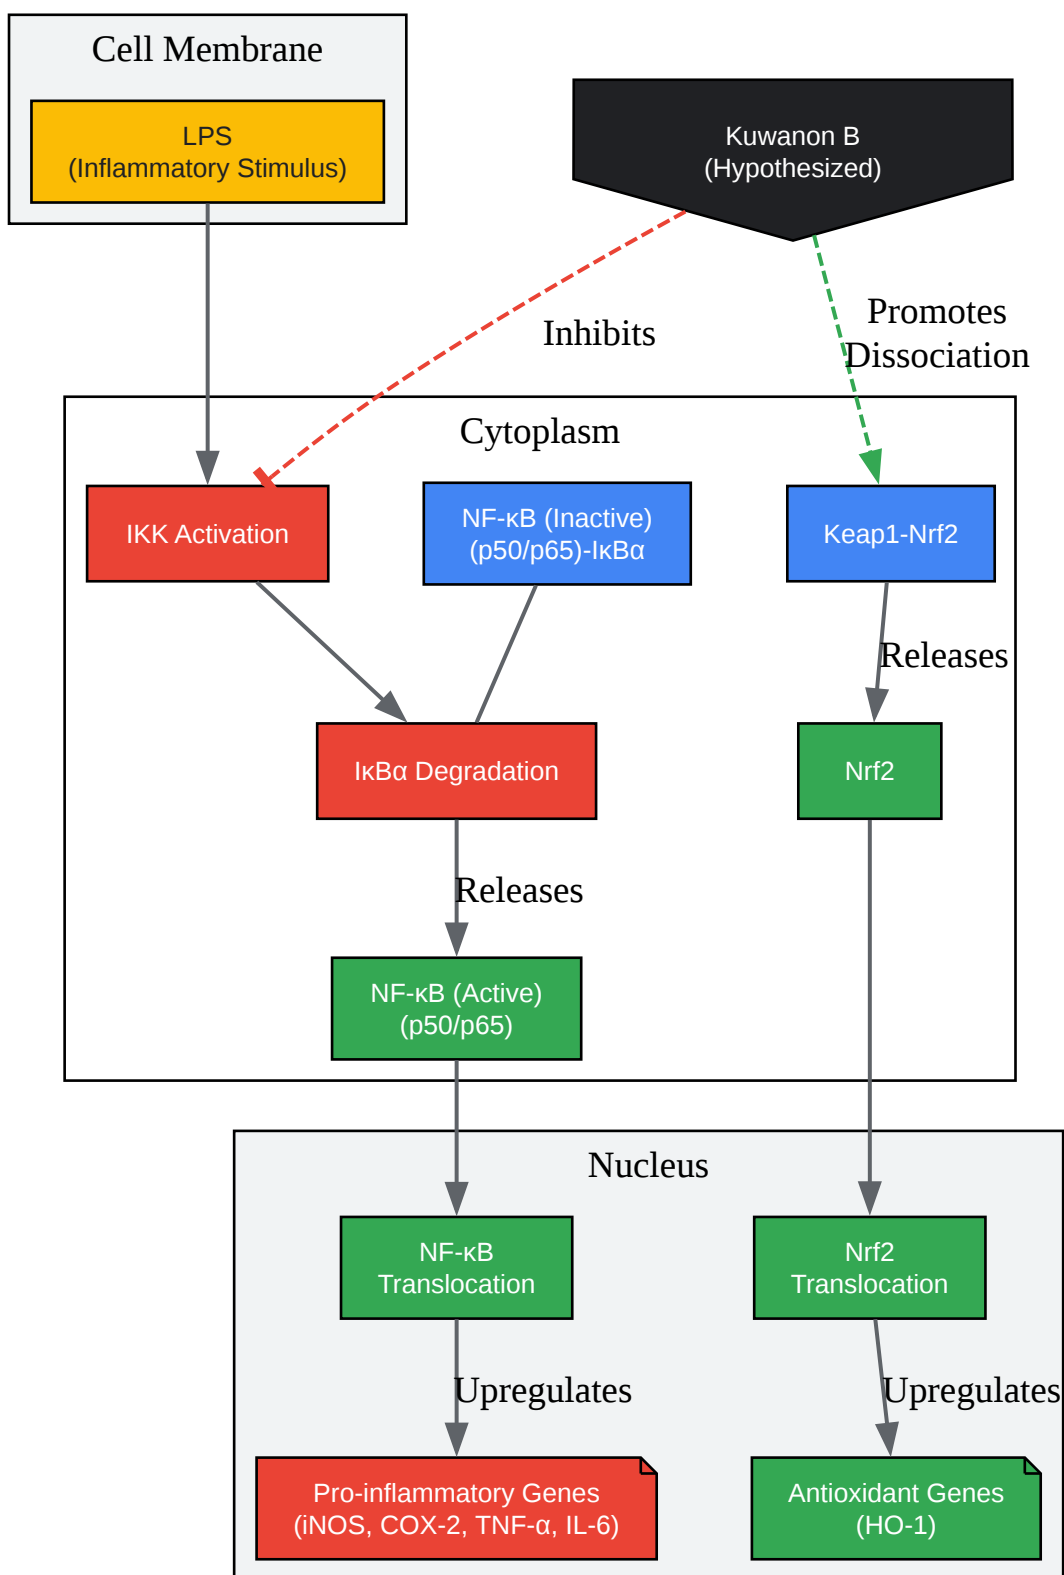 Cell Membrane
LPS
(Inflammatory Stimulus)
Kuwanon B
(Hypothesized)
Inhibits
Promotes
Dissociation
Cytoplasm
IKK Activation
NF-κB (Inactive)
(p50/p65)-IκBα
Keap1-Nrf2
Releases
IκBα Degradation
Nrf2
Releases
NF-κB (Active)
(p50/p65)
Nucleus
NF-κB
Translocation
Nrf2
Translocation
Upregulates
Upregulates
Pro-inflammatory Genes
(iNOS, COX-2, TNF-α, IL-6)
Antioxidant Genes
(HO-1)